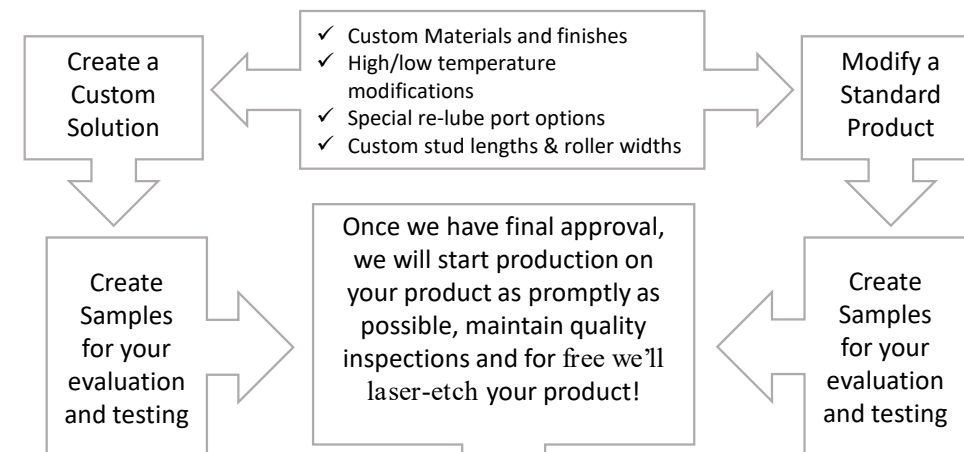 Create a
Custom
Solution
✓ Custom Materials and finishes
✓ High/low temperature
modifications
✓ Special re-lube port options
✓ Custom stud lengths & roller widths
Modify a
Standard
Product
Create
Samples
for your
evaluation
and testing
Once we have final approval,
we will start production on
your product as promptly as
possible, maintain quality
inspections and for free we’ll
laser-etch your product!
Create
Samples
for your
evaluation
and testing